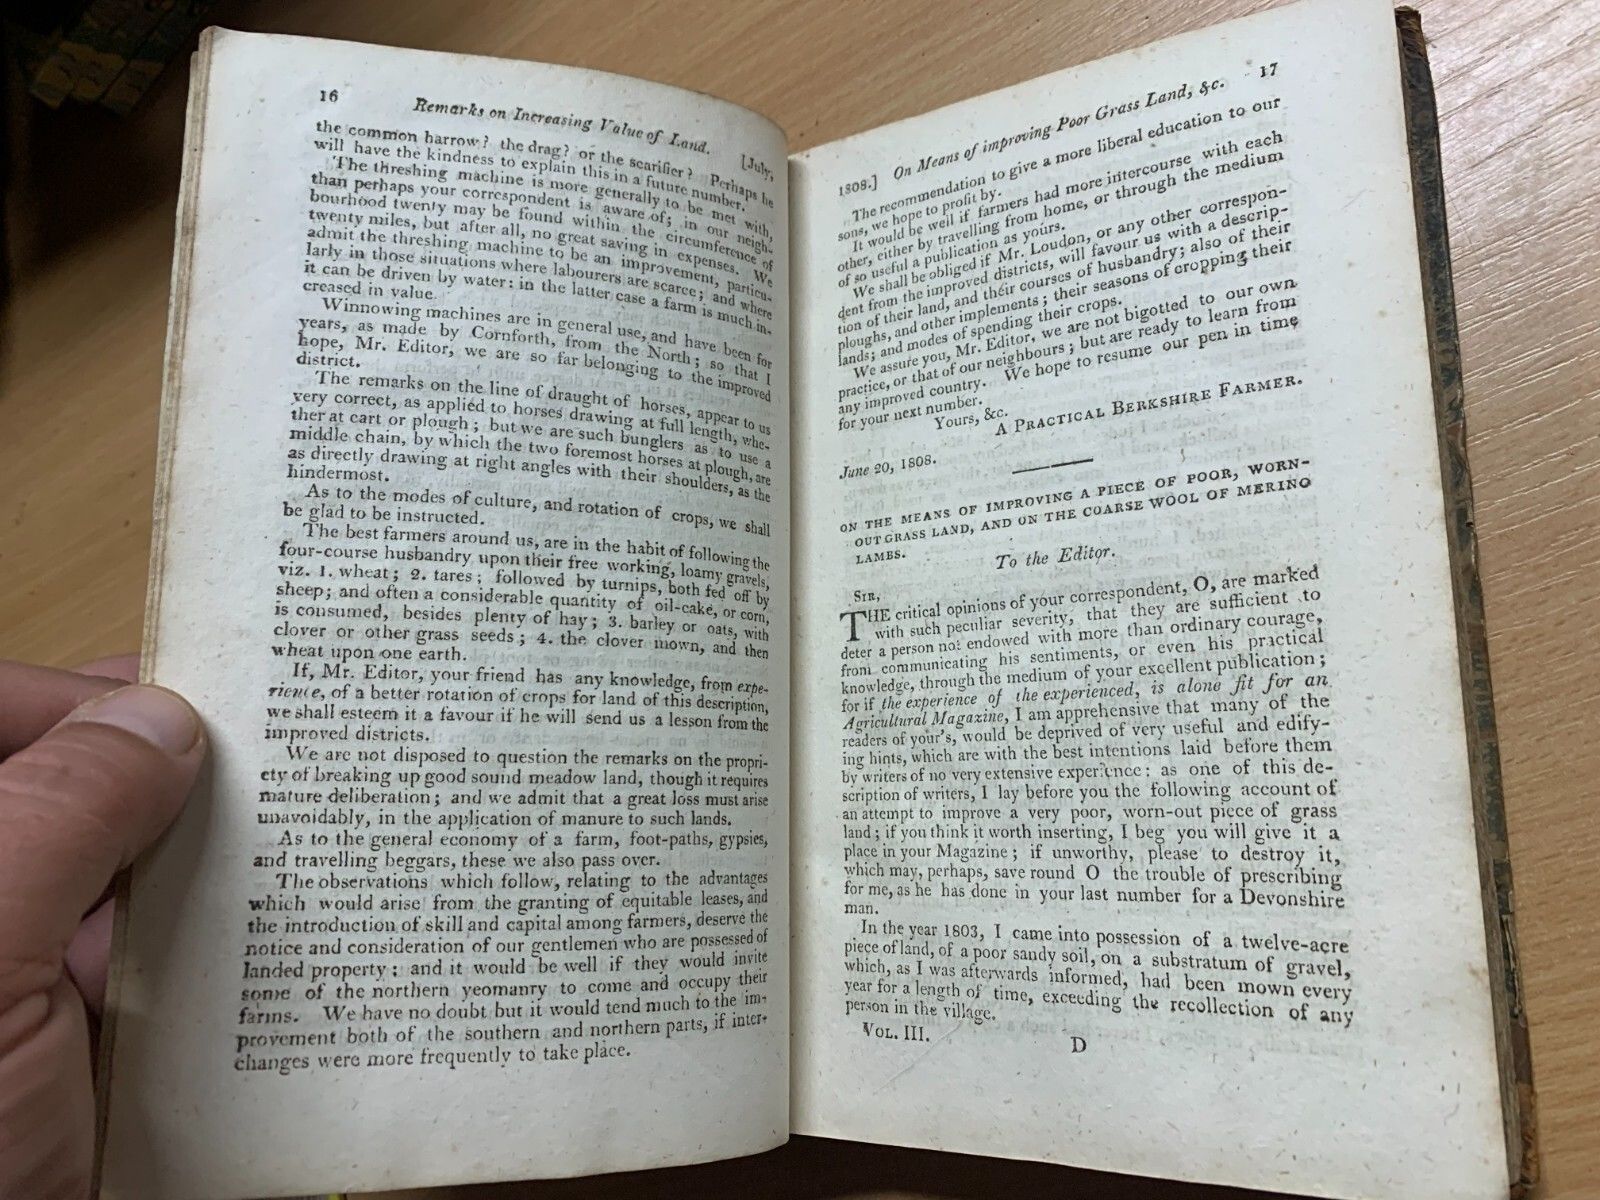 16
Remarks on Increasing Value of Land.
[July,
the common harrow? the drag? or the scarifier? Perhaps he
will have the kindness to explain this in a future number.
The threshing machine is more generally to be met with,
than perhaps your correspondent is aware of; in our neigh-
bourhood twenty may be found within the circumference of
twenty miles, but after all, no great saving in expenses. We
admit the threshing machine to be an improvement, particu-
larly in those situations where labourers are scarce; and where
it can be driven by water: in the latter case a farm is much in-
creased in value.
Winnowing machines are in general use, and have been for
years, as made by Cornforth, from the North; so that I
hope, Mr. Editor, we are so far belonging to the improved
district.
The remarks on the line of draught of horses, appear to us
very correct, as applied to horses drawing at full length, whe-
ther at cart or plough; but we are such bunglers as to use a
middle chain, by which the two foremost horses at plough, are
as directly drawing at right angles with their shoulders, as the
hindermost.
As to the modes of culture, and rotation of crops, we shall
be glad to be instructed.
The best farmers around us, are in the habit of following the
four-course husbandry upon their free working, loamy gravels,
viz. 1. wheat; 2. tares; followed by turnips, both fed off by
sheep; and often a considerable quantity of oil-cake, or corn,
is consumed, besides plenty of hay; 3. barley or oats, with
clover or other grass seeds; 4. the clover mown, and then
wheat upon one earth.
If, Mr. Editor, your friend has any knowledge, from expe-
rience, of a better rotation of crops for land of this description,
we shall esteem it a favour if he will send us a lesson from the
improved districts.
We are not disposed to question the remarks on the propri-
ety of breaking up good sound meadow land, though it requires
mature deliberation; and we admit that a great loss must arise
unavoidably, in the application of manure to such lands.
As to the general economy of a farm, foot-paths, gypsies,
and travelling beggars, these we also pass over.
The observations which follow, relating to the advantages
which would arise from the granting of equitable leases, and
the introduction of skill and capital among farmers, deserve the
notice and consideration of our gentlemen who are possessed of
landed property; and it would be well if they would invite
some of the northern yeomanry to come and occupy their
farms. We have no doubt but it would tend much to the im-
provement both of the southern and northern parts, if inter-
changes were more frequently to take place.
1808.] On Means of improving Poor Grass Land, &c. 17
The recommendation to give a more liberal education to our
sons, we hope to profit by.
It would be well if farmers had more intercourse with each
other, either by travelling from home, or through the medium
of so useful a publication as yours.
We shall be obliged if Mr. Loudon, or any other correspon-
dent from the improved districts, will favour us with a descrip-
tion of their land, and their courses of husbandry; also of their
ploughs, and other implements; their seasons of cropping their
lands; and modes of spending their crops.
We assure you, Mr. Editor, we are not bigotted to our own
practice, or that of our neighbours; but are ready to learn from
any improved country. We hope to resume our pen in time
for your next number.
Yours, &c.
A PRACTICAL BERKSHIRE FARMER.
June 20, 1808.
ON THE MEANS OF IMPROVING A PIECE OF POOR, WORN-
OUT GRASS LAND, AND ON THE COARSE WOOL OF MERINO
LAMBS.
To the Editor.
SIR,
THE critical opinions of your correspondent, O, are marked
with such peculiar severity, that they are sufficient to
deter a person not endowed with more than ordinary courage,
from communicating his sentiments, or even his practical
knowledge, through the medium of your excellent publication;
for if the experience of the experienced, is alone fit for an
Agricultural Magazine, I am apprehensive that many of the
readers of your's, would be deprived of very useful and edify-
ing hints, which are with the best intentions laid before them
by writers of no very extensive experience: as one of this de-
scription of writers, I lay before you the following account of
an attempt to improve a very poor, worn-out piece of grass
land; if you think it worth inserting, I beg you will give it a
place in your Magazine; if unworthy, please to destroy it,
which may, perhaps, save round O the trouble of prescribing
for me, as he has done in your last number for a Devonshire
man.
In the year 1803, I came into possession of a twelve-acre
piece of land, of a poor sandy soil, on a substratum of gravel,
which, as I was afterwards informed, had been mown every
year for a length of time, exceeding the recollection of any
person in the village.
VOL. III.
D